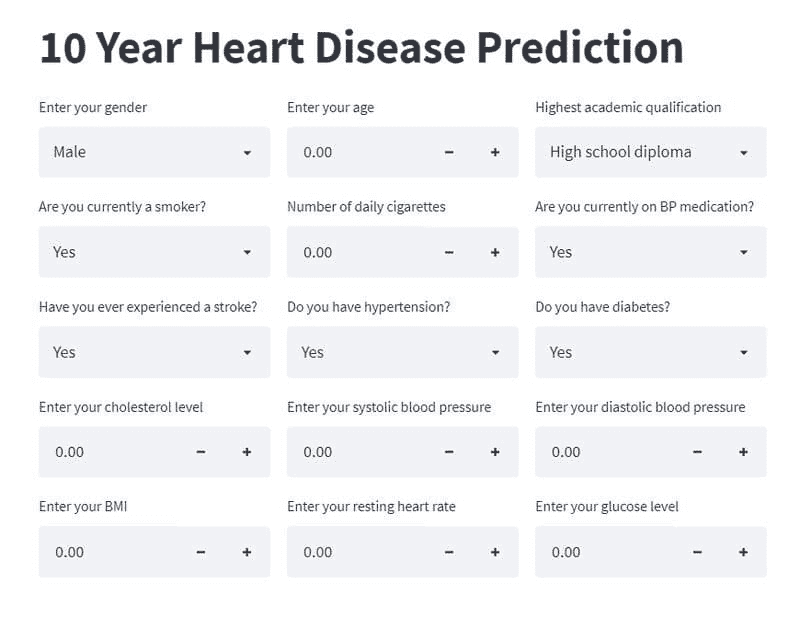 10 Year Heart Disease Prediction
Enter your gender
Enter your age
Highest academic qualification
Male
0.00
High school diploma
Are you currently a smoker?
Number of daily cigarettes
Are you currently on BP medication?
Yes
0.00
Yes
Have you ever experienced a stroke?
Do you have hypertension?
Do you have diabetes?
Yes
Yes
Yes
Enter your cholesterol level
Enter your systolic blood pressure
Enter your diastolic blood pressure
0.00
0.00
0.00
Enter your BMI
Enter your resting heart rate
Enter your glucose level
0.00
0.00
0.00